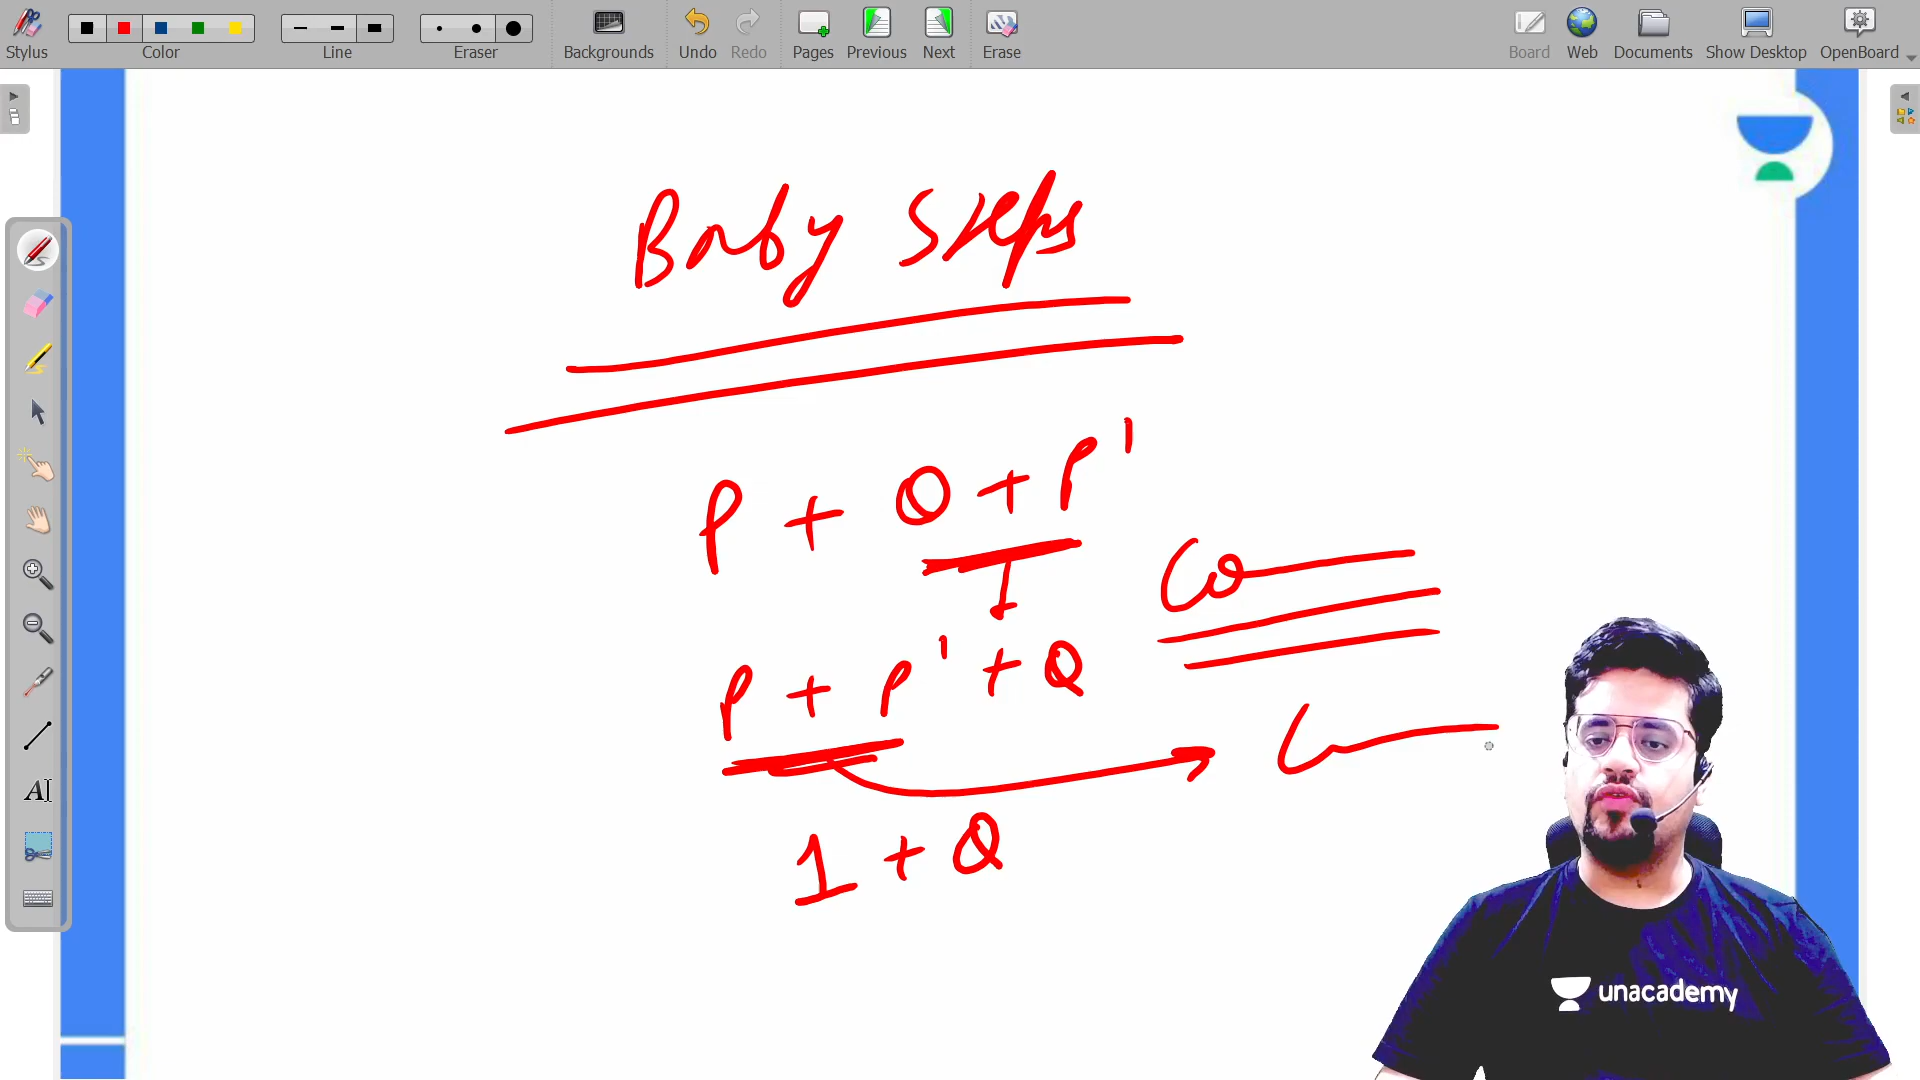 Stylus Color Line Eraser Backgrounds Undo Redo Pages Previous Next Erase Board Web Documents Show Desktop OpenBoard
Baby Steps
P + Q + P'
Co
P + P' + Q
1 + Q
unacademy